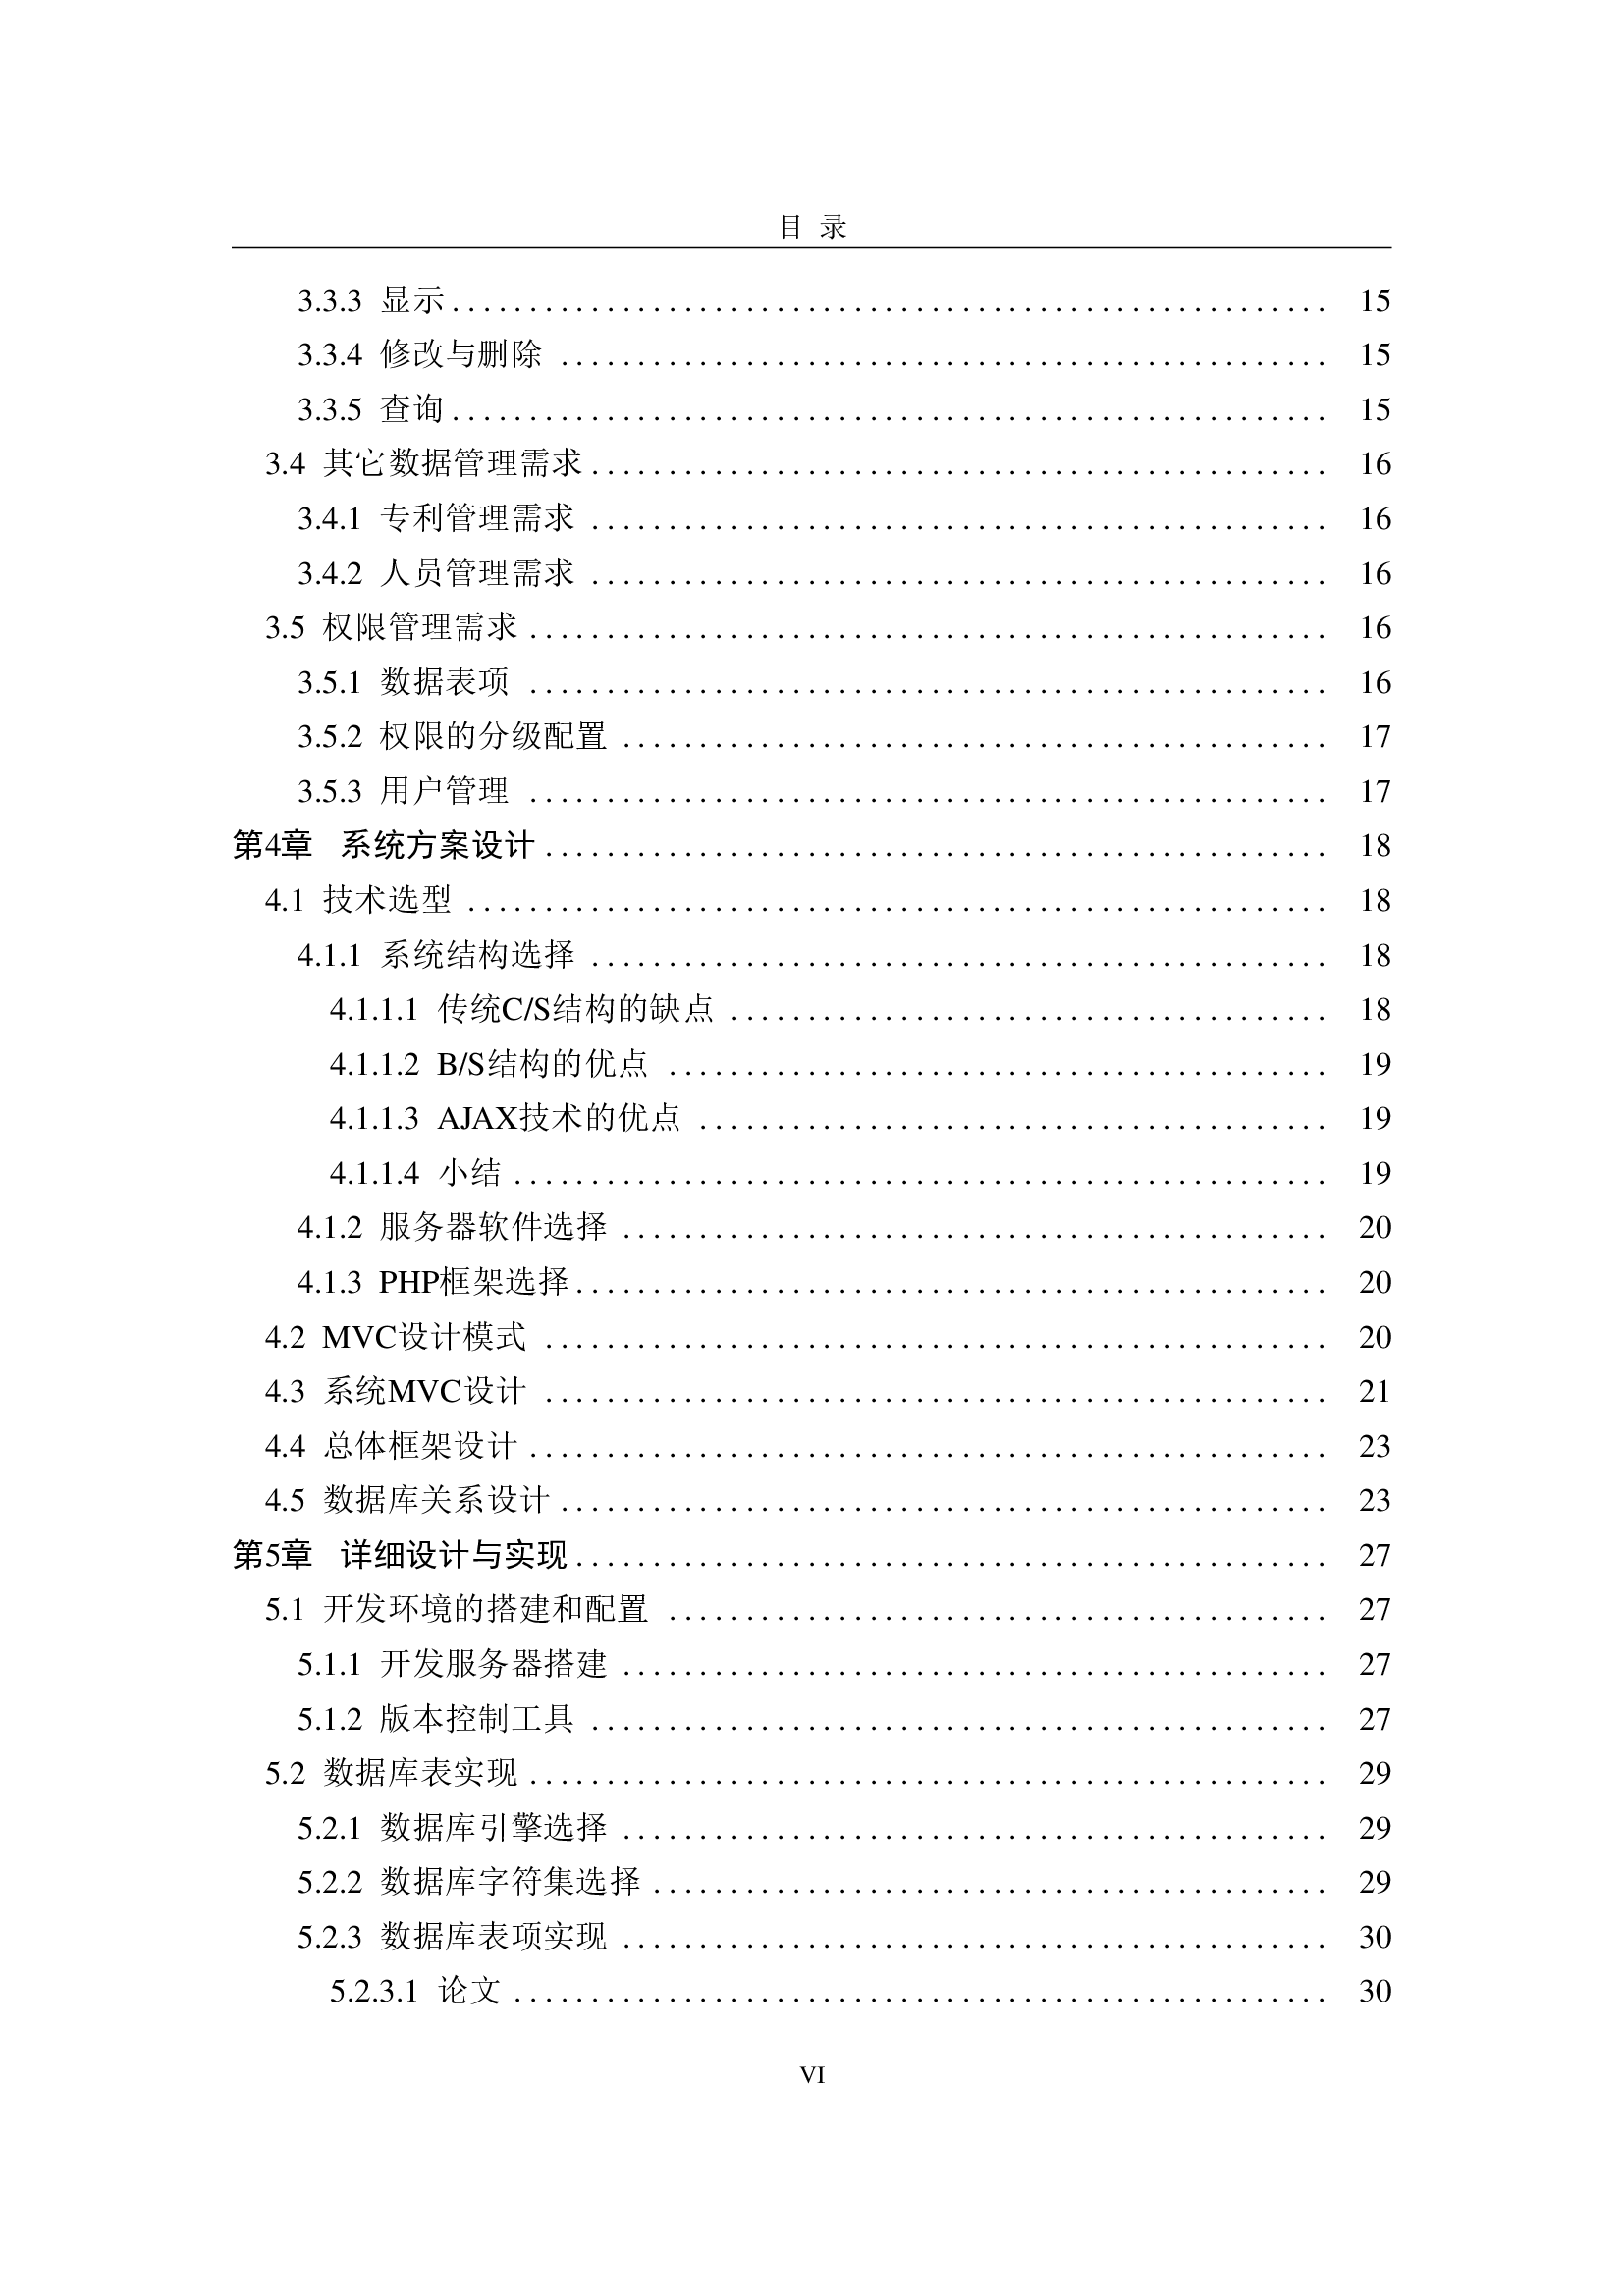 目 录
3.3.3 显示 15
3.3.4 修改与删除 15
3.3.5 查询 15
3.4 其它数据管理需求 16
3.4.1 专利管理需求 16
3.4.2 人员管理需求 16
3.5 权限管理需求 16
3.5.1 数据表项 16
3.5.2 权限的分级配置 17
3.5.3 用户管理 17
第4章 系统方案设计 18
4.1 技术选型 18
4.1.1 系统结构选择 18
4.1.1.1 传统C/S结构的缺点 18
4.1.1.2 B/S结构的优点 19
4.1.1.3 AJAX技术的优点 19
4.1.1.4 小结 19
4.1.2 服务器软件选择 20
4.1.3 PHP框架选择 20
4.2 MVC设计模式 20
4.3 系统MVC设计 21
4.4 总体框架设计 23
4.5 数据库关系设计 23
第5章 详细设计与实现 27
5.1 开发环境的搭建和配置 27
5.1.1 开发服务器搭建 27
5.1.2 版本控制工具 27
5.2 数据库表实现 29
5.2.1 数据库引擎选择 29
5.2.2 数据库字符集选择 29
5.2.3 数据库表项实现 30
5.2.3.1 论文 30
VI